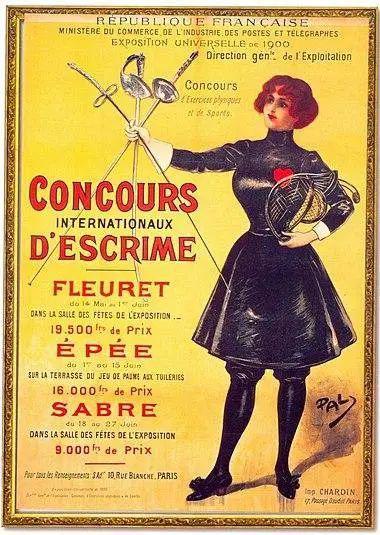 RÉPUBLIQUE FRANÇAISE
MINISTÈRE DU COMMERCE DE L'INDUSTRIE DES POSTES ET TÉLÉGRAPHES
EXPOSITION UNIVERSELLE DE 1900
Direction génle. de l'Exploitation
Concours
d'Exercices physiques
et de Sports.
CONCOURS
INTERNATIONAUX
D'ESCRIME
FLEURET
du 14 Mai au 1er Juin
DANS LA SALLE DES FÊTES DE L'EXPOSITION
19.500 frs de Prix
ÉPÉE
du 1er au 15 Juin
SUR LA TERRASSE DU JEU DE PAUME AUX TUILERIES
16.000 frs de Prix
SABRE
du 18 au 27 Juin
DANS LA SALLE DES FÊTES DE L'EXPOSITION
9.000 frs de Prix
Pour tous les Renseignements: 10, RUE BLANCHE, PARIS
PAL
Imp. CHARDIN
17, Passage Daudin PARIS